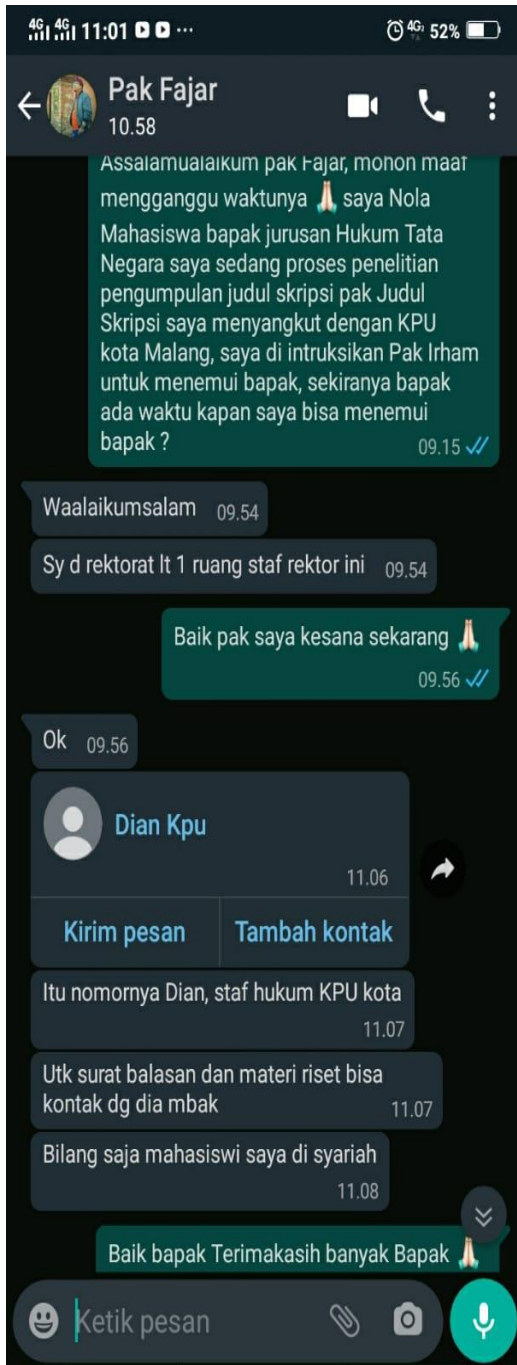 4G 4G 11:01 ... 4G 52%
Pak Fajar
10.58
Assalamualaikum pak Fajar, mohon maaf
mengganggu waktunya 🙏🏻 saya Nola
Mahasiswa bapak jurusan Hukum Tata
Negara saya sedang proses penelitian
pengumpulan judul skripsi pak Judul
Skripsi saya menyangkut dengan KPU
kota Malang, saya di intruksikan Pak Irham
untuk menemui bapak, sekiranya bapak
ada waktu kapan saya bisa menemui
bapak ? 09.15
Waalaikumsalam 09.54
Sy d rektorat lt 1 ruang staf rektor ini 09.54
Baik pak saya kesana sekarang 🙏🏻
09.56
Ok 09.56
Dian Kpu
11.06
Kirim pesan Tambah kontak
Itu nomornya Dian, staf hukum KPU kota
11.07
Utk surat balasan dan materi riset bisa
kontak dg dia mbak 11.07
Bilang saja mahasiswi saya di syariah
11.08
Baik bapak Terimakasih banyak Bapak 🙏🏻
Ketik pesan